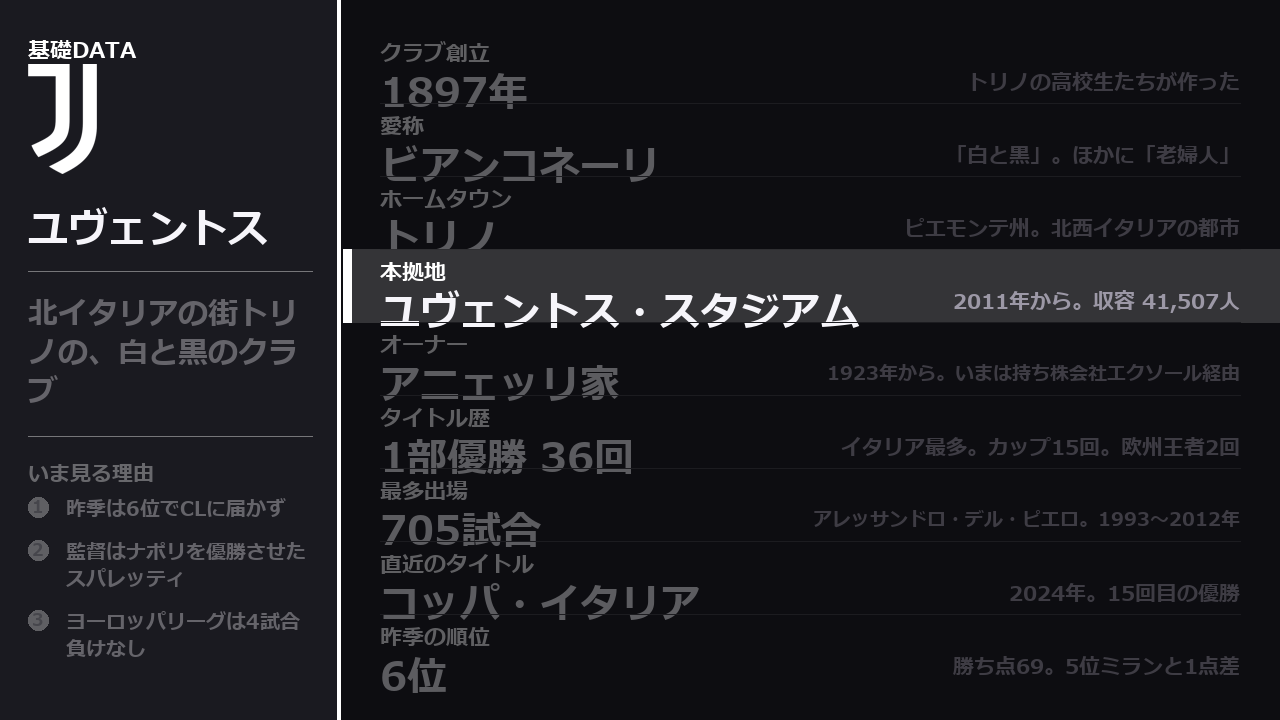 基礎DATA
ユヴェントス
北イタリアの街トリ
ノの、白と黒のクラ
ブ
いま見る理由
1 昨季は6位でCLに届かず
2 監督はナポリを優勝させた
スパレッティ
3 ヨーロッパリーグは4試合
負けなし
クラブ創立
1897年 トリノの高校生たちが作った
愛称
ビアンコネーリ 「白と黒」。ほかに「老婦人」
ホームタウン
トリノ ピエモンテ州。北西イタリアの都市
本拠地
ユヴェントス・スタジアム 2011年から。収容 41,507人
オーナー
アニェッリ家 1923年から。いまは持ち株会社エクソール経由
タイトル歴
1部優勝 36回 イタリア最多。カップ15回。欧州王者2回
最多出場
705試合 アレッサンドロ・デル・ピエロ。1993〜2012年
直近のタイトル
コッパ・イタリア 2024年。15回目の優勝
昨季の順位
6位 勝ち点69。5位ミランと1点差